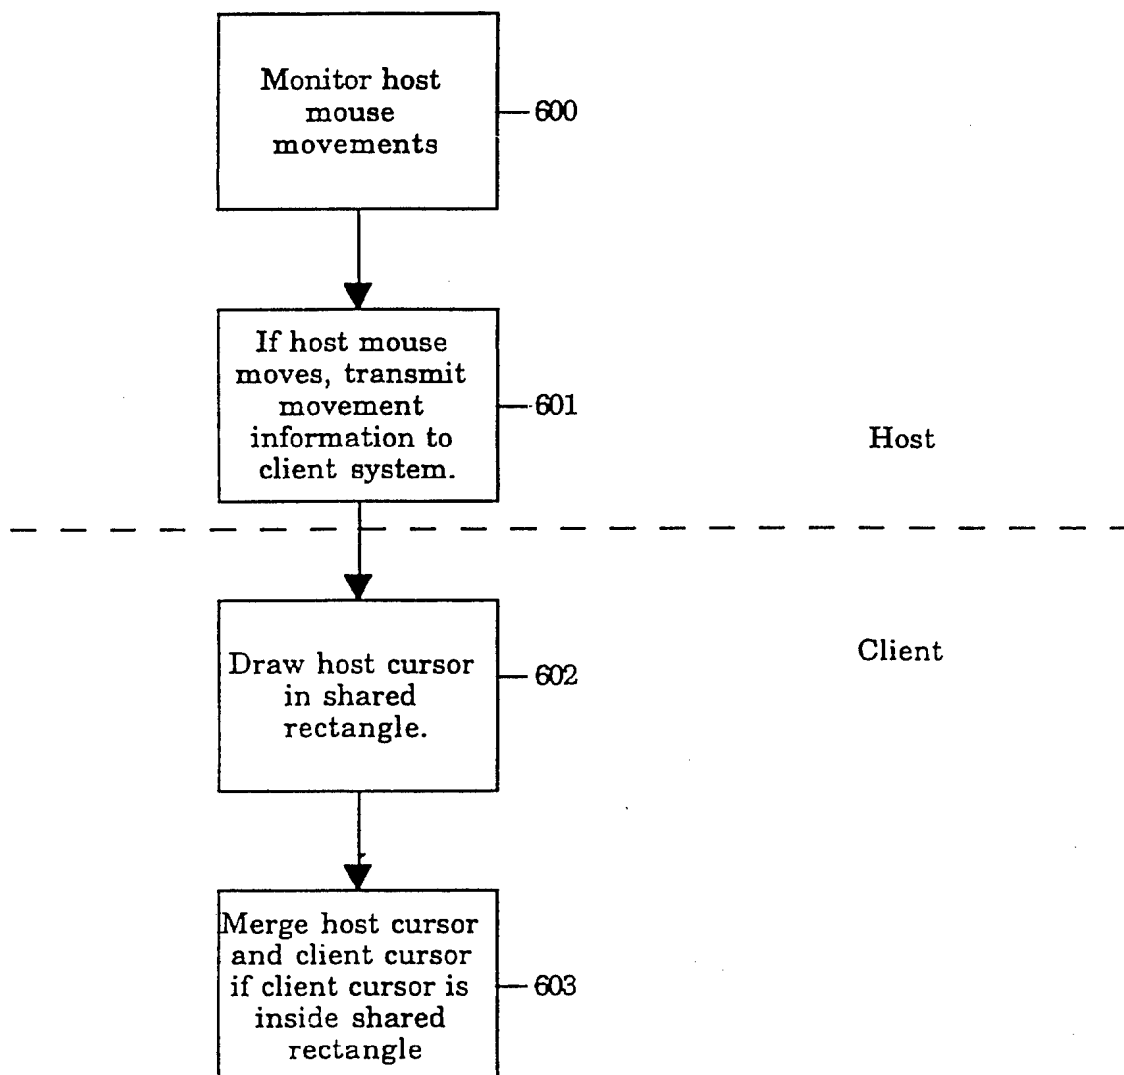 Monitor host
mouse
movements
600
If host mouse
moves, transmit
movement
information to
client system.
601
Host
Client
Draw host cursor
in shared
rectangle.
602
Merge host cursor
and client cursor
if client cursor is
inside shared
rectangle
603